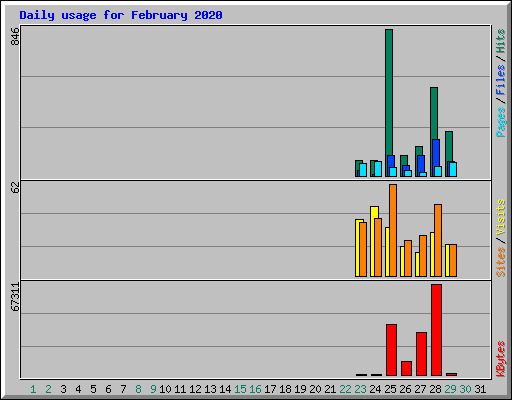 Daily usage for February 2020
846
Pages / Files / Hits
62
Sites / Visits
67311
KBytes
1 2 3 4 5 6 7 8 9 10 11 12 13 14 15 16 17 18 19 20 21 22 23 24 25 26 27 28 29 30 31